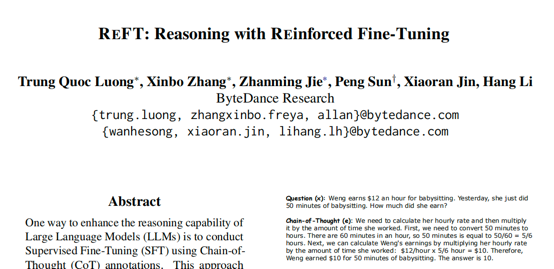 REFT: Reasoning with REinforced Fine-Tuning
Trung Quoc Luong*, Xinbo Zhang*, Zhanming Jie*, Peng Sun†, Xiaoran Jin, Hang Li
ByteDance Research
{trung.luong, zhangxinbo.freya, allan}@bytedance.com
{wanhesong, xiaoran.jin, lihang.lh}@bytedance.com
Abstract
One way to enhance the reasoning capability of
Large Language Models (LLMs) is to conduct
Supervised Fine-Tuning (SFT) using Chain-of-
Thought (CoT) annotations. This approach
Question (x): Weng earns $12 an hour for babysitting. Yesterday, she just did
50 minutes of babysitting. How much did she earn?
Chain-of-Thought (e): We need to calculate her hourly rate and then multiply
it by the amount of time she worked. First, we need to convert 50 minutes to
hours. There are 60 minutes in an hour, so 50 minutes is equal to 50/60 = 5/6
hours. Next, we can calculate Weng's earnings by multiplying her hourly rate
by the amount of time she worked: $12/hour x 5/6 hour = $10. Therefore,
Weng earned $10 for 50 minutes of babysitting. The answer is 10.